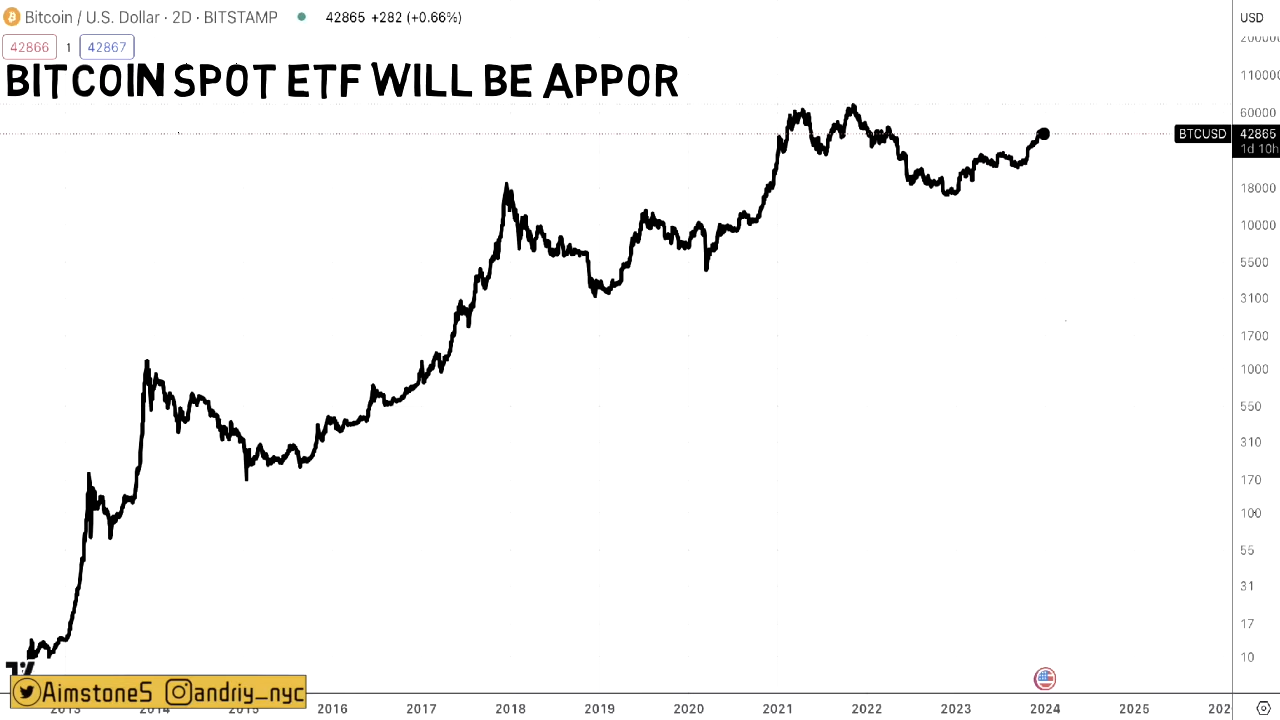 Bitcoin / U.S. Dollar · 2D · BITSTAMP 42865 +282 (+0.66%)
USD
42866 1 42867
BITCOIN SPOT ETF WILL BE APPOR
110000
60000
BTCUSD 42865
1d 10h
18000
10000
5500
3100
1700
1000
550
310
170
100
55
31
17
10
Aimstone5 andriy_nyc
2016 2017 2018 2019 2020 2021 2022 2023 2024 2025 202